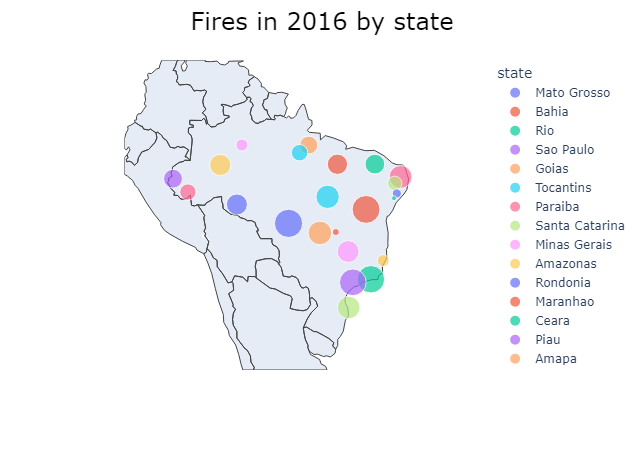 Fires in 2016 by state
state
Mato Grosso
Bahia
Rio
Sao Paulo
Goias
Tocantins
Paraiba
Santa Catarina
Minas Gerais
Amazonas
Rondonia
Maranhao
Ceara
Piau
Amapa